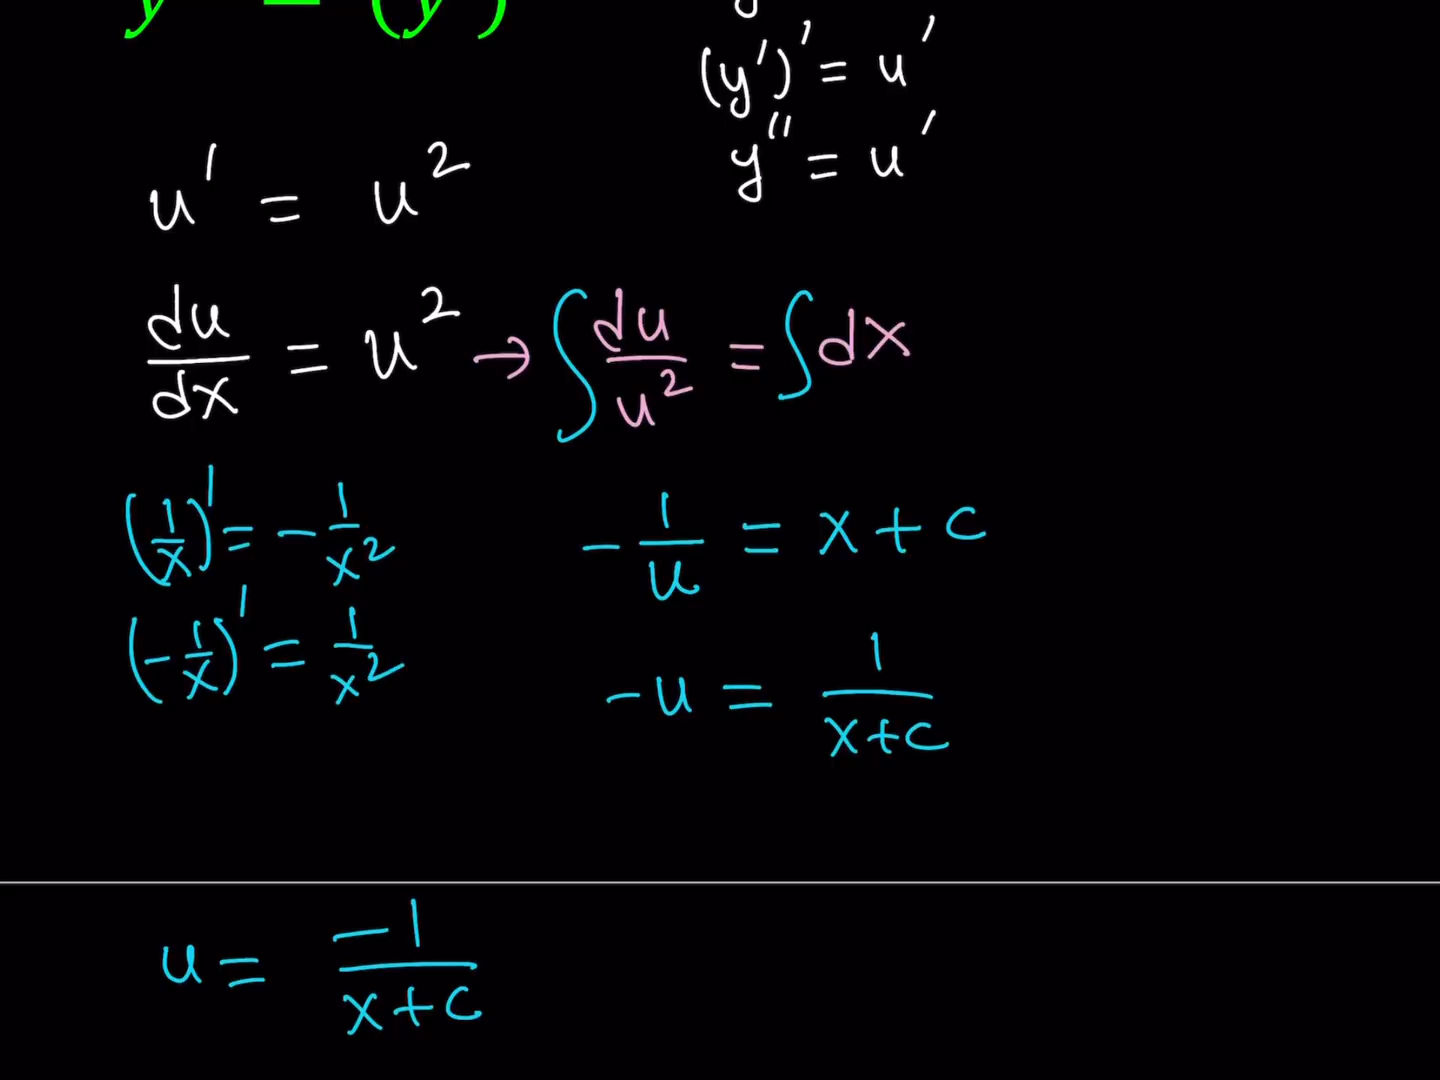 (y')' = u'
y'' = u'
u' = u²
du/dx = u² → ∫ du/u² = ∫ dx
(1/x)' = - 1/x²
- 1/u = x + c
(- 1/x)' = 1/x²
-u = 1/(x+c)
u = -1/(x+c)